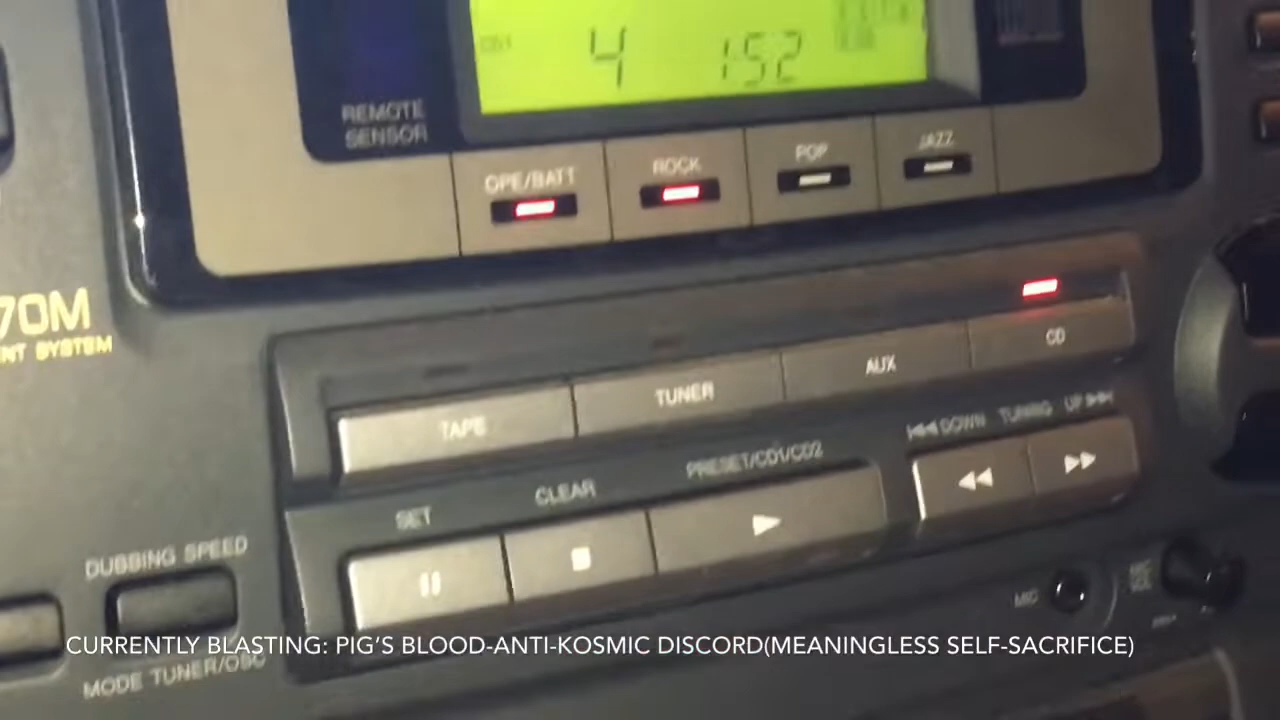 CD1 4 1:52
REMOTE
SENSOR
OPE/BATT ROCK POP JAZZ
70M
NT SYSTEM
CD
AUX
TUNER
TAPE
DOWN TUNING UP
PRESET/CD1/CD2
CLEAR
SET
DUBBING SPEED
MIC
CURRENTLY BLASTING: PIG'S BLOOD-ANTI-KOSMIC DISCORD(MEANINGLESS SELF-SACRIFICE)
MODE TUNER/OSC